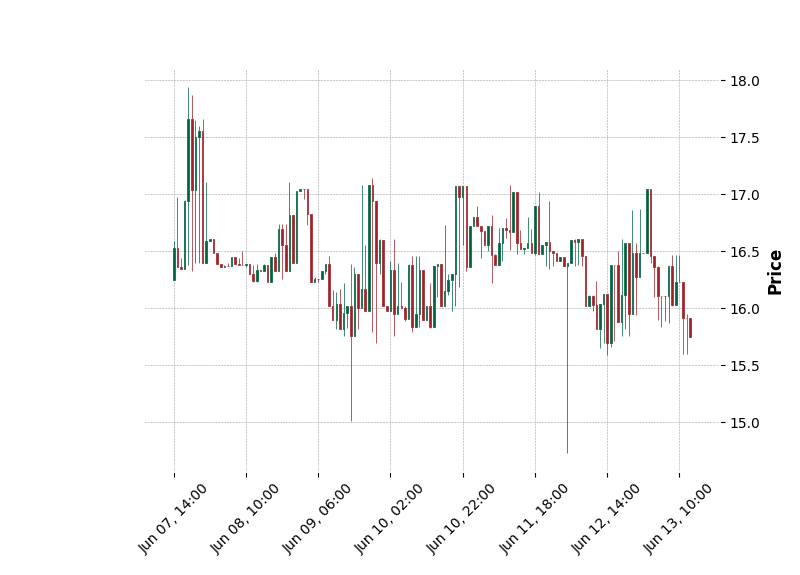 18.0
17.5
17.0
16.5
16.0
15.5
15.0
Price
Jun 07, 14:00
Jun 08, 10:00
Jun 09, 06:00
Jun 10, 02:00
Jun 10, 22:00
Jun 11, 18:00
Jun 12, 14:00
Jun 13, 10:00